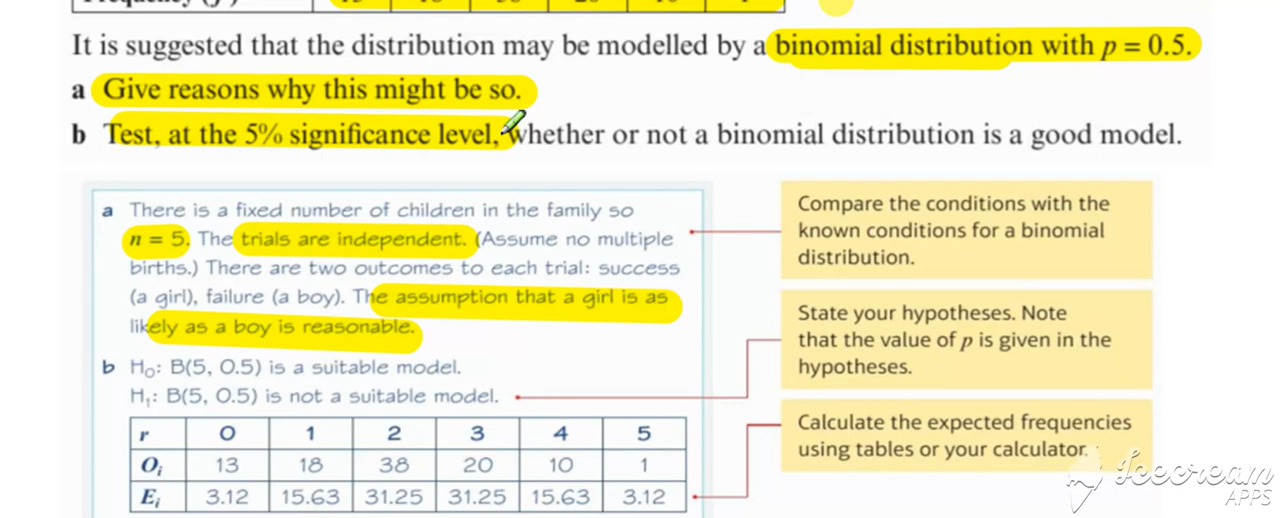 It is suggested that the distribution may be modelled by a binomial distribution with p = 0.5.
a Give reasons why this might be so.
b Test, at the 5% significance level, whether or not a binomial distribution is a good model.
a There is a fixed number of children in the family so
n = 5. The trials are independent. (Assume no multiple
births.) There are two outcomes to each trial: success
(a girl), failure (a boy). The assumption that a girl is as
likely as a boy is reasonable.
Compare the conditions with the
known conditions for a binomial
distribution.
b H₀: B(5, 0.5) is a suitable model.
H₁: B(5, 0.5) is not a suitable model.
State your hypotheses. Note
that the value of p is given in the
hypotheses.
r 0 1 2 3 4 5
Oᵢ 13 18 38 20 10 1
Eᵢ 3.12 15.63 31.25 31.25 15.63 3.12
Calculate the expected frequencies
using tables or your calculator.
Icecream
APPS